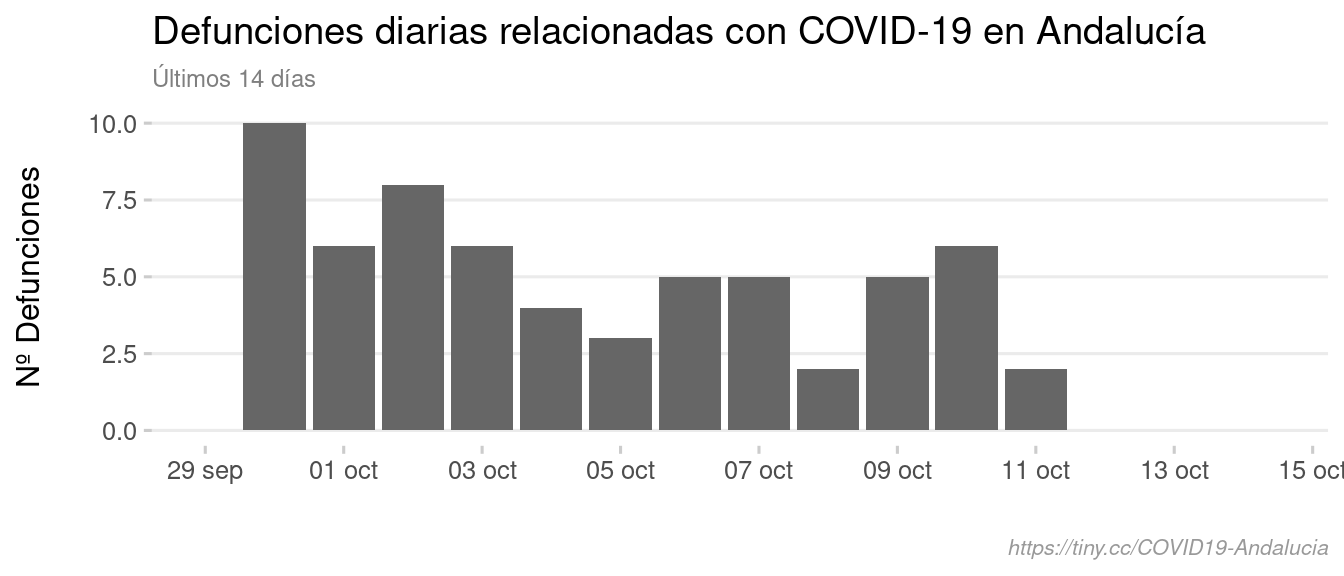 Defunciones diarias relacionadas con COVID-19 en Andalucía
Últimos 14 días
Nº Defunciones
10.0
7.5
5.0
2.5
0.0
29 sep 01 oct 03 oct 05 oct 07 oct 09 oct 11 oct 13 oct 15 oct
https://tiny.cc/COVID19-Andalucia